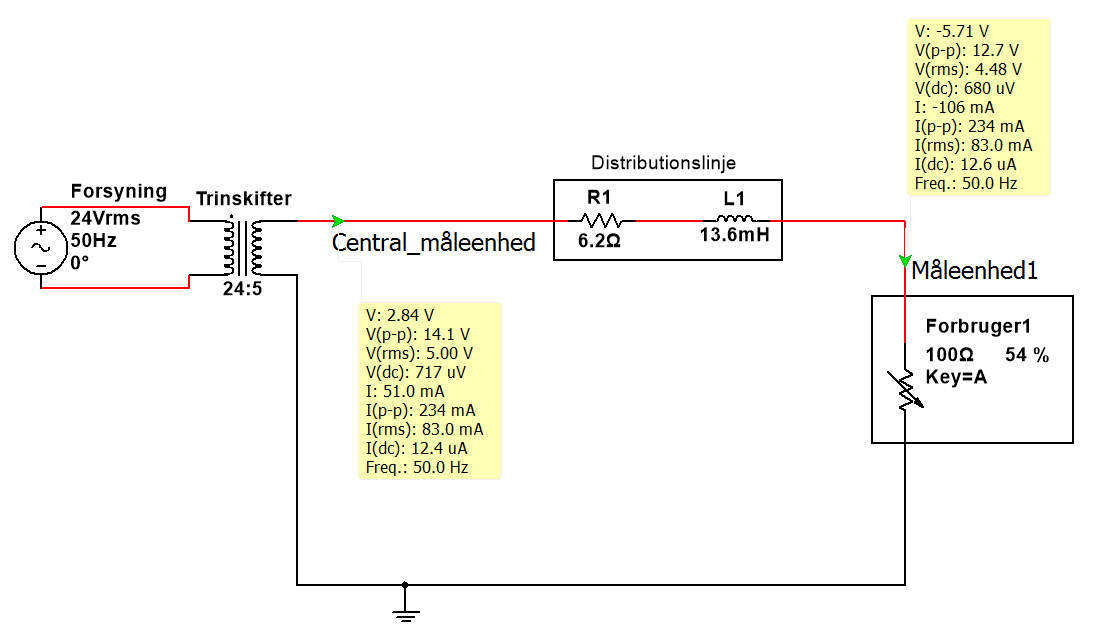 Forsyning
24Vrms
50Hz
0°
Trinskifter
24:5
Central_måleenhed
V: 2.84 V
V(p-p): 14.1 V
V(rms): 5.00 V
V(dc): 717 uV
I: 51.0 mA
I(p-p): 234 mA
I(rms): 83.0 mA
I(dc): 12.4 uA
Freq.: 50.0 Hz
Distributionslinje
R1
6.2Ω
L1
13.6mH
V: -5.71 V
V(p-p): 12.7 V
V(rms): 4.48 V
V(dc): 680 uV
I: -106 mA
I(p-p): 234 mA
I(rms): 83.0 mA
I(dc): 12.6 uA
Freq.: 50.0 Hz
Måleenhed1
Forbruger1
100Ω 54 %
Key=A